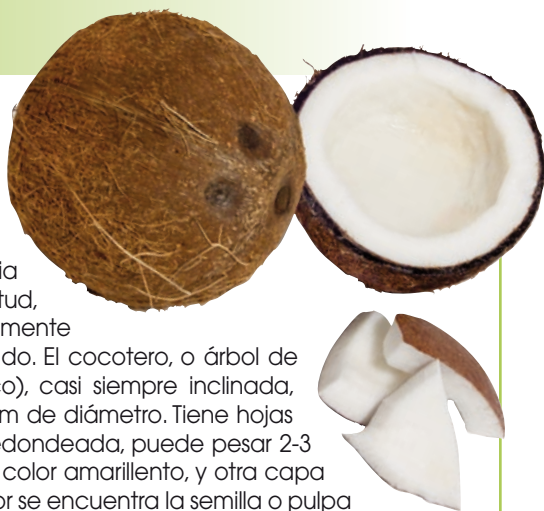 ia
tud,
mente
do. El cocotero, o árbol de
o), casi siempre inclinada,
m de diámetro. Tiene hojas
edondeada, puede pesar 2-3
color amarillento, y otra capa
or se encuentra la semilla o pulpa